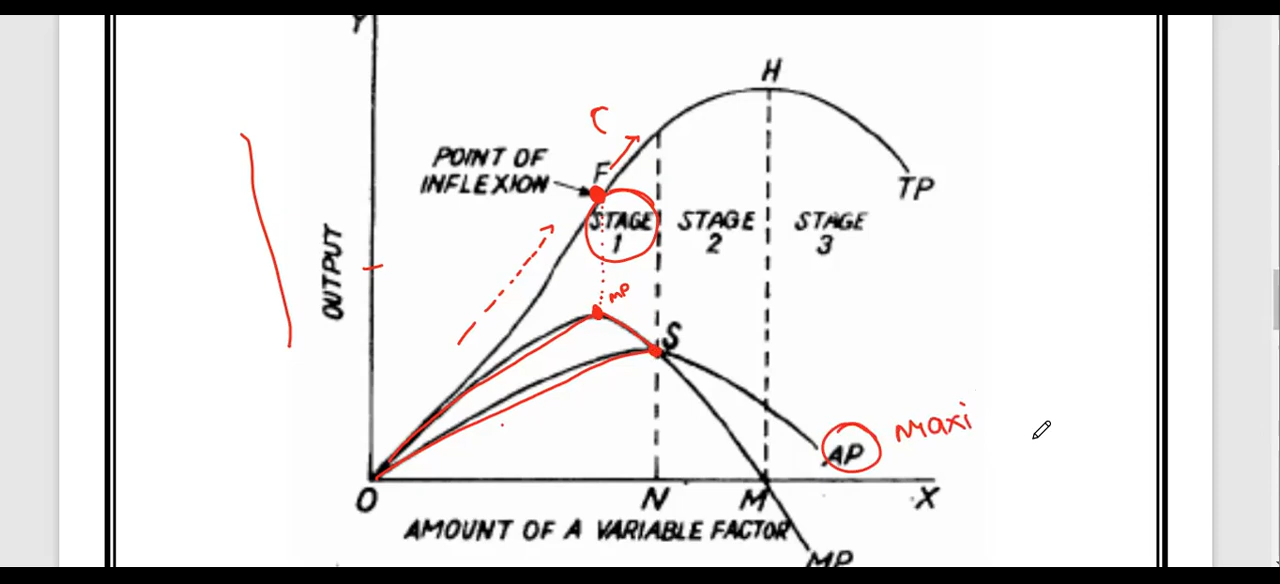 Y
H
C
POINT OF
INFLEXION
F
TP
STAGE
1
STAGE
2
STAGE
3
OUTPUT
MP
S
Maxi
AP
O
N
M
X
AMOUNT OF A VARIABLE FACTOR
MP